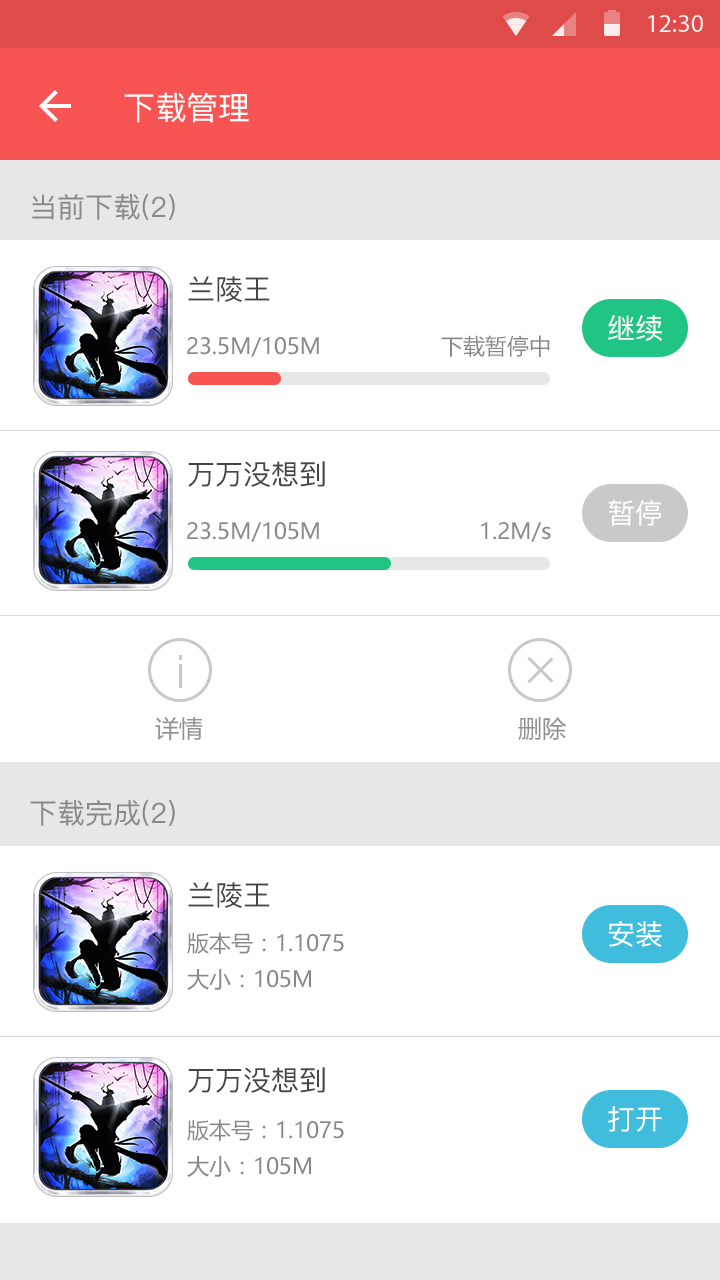 12:30
下载管理
当前下载(2)
兰陵王
23.5M/105M 下载暂停中
继续
万万没想到
23.5M/105M 1.2M/s
暂停
详情 删除
下载完成(2)
兰陵王
版本号：1.1075
大小：105M
安装
万万没想到
版本号：1.1075
大小：105M
打开